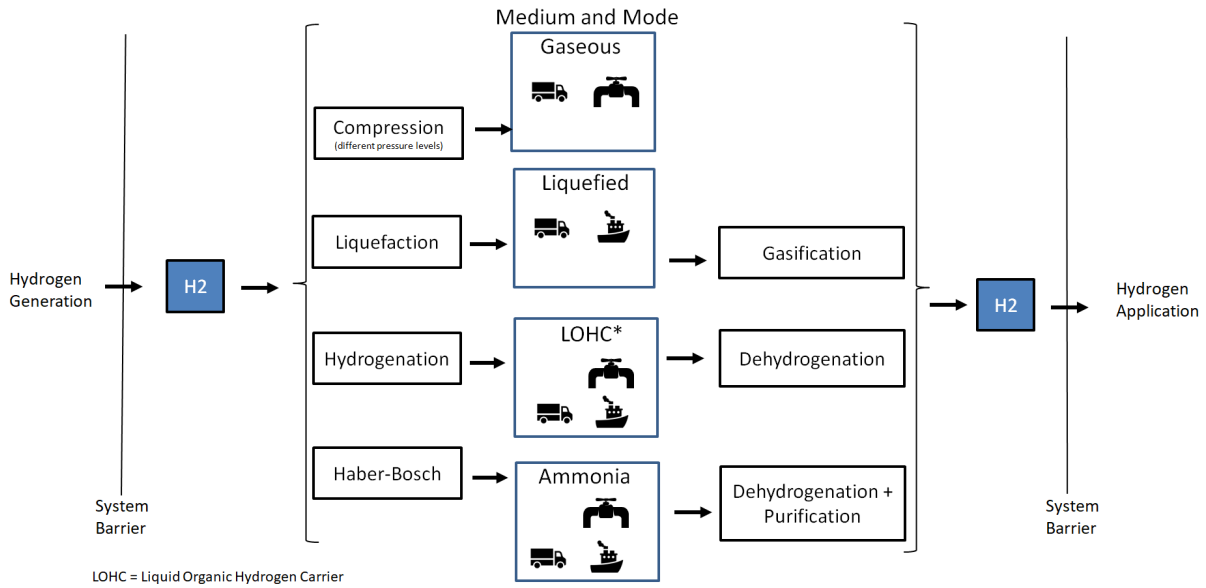 Medium and Mode
Gaseous
Compression
(different pressure levels)
Liquefied
Liquefaction
Gasification
Hydrogen
Generation
H2
H2
Hydrogen
Application
LOHC*
Hydrogenation
Dehydrogenation
Haber-Bosch
Ammonia
Dehydrogenation +
Purification
System
Barrier
System
Barrier
LOHC = Liquid Organic Hydrogen Carrier